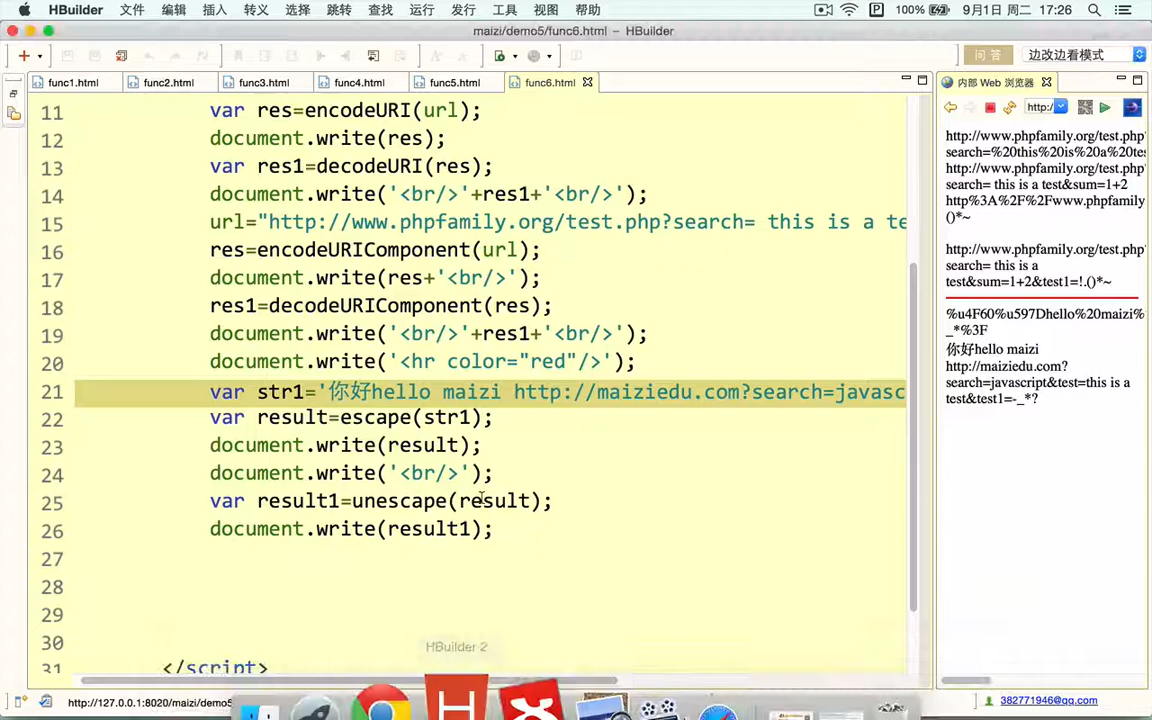 HBuilder 文件 编辑 插入 转义 选择 跳转 查找 运行 发行 工具 视图 帮助 100% 9月1日 周二 17:26
maizi/demo5/func6.html – HBuilder
问 答 边改边看模式
func1.html func2.html func3.html func4.html func5.html func6.html
11 var res=encodeURI(url);
12 document.write(res);
13 var res1=decodeURI(res);
14 document.write('<br/>'+res1+'<br/>');
15 url="http://www.phpfamily.org/test.php?search= this is a te
16 res=encodeURIComponent(url);
17 document.write(res+'<br/>');
18 res1=decodeURIComponent(res);
19 document.write('<br/>'+res1+'<br/>');
20 document.write('<hr color="red"/>');
21 var str1='你好hello maizi http://maiziedu.com?search=javasc
22 var result=escape(str1);
23 document.write(result);
24 document.write('<br/>');
25 var result1=unescape(result);
26 document.write(result1);
27
28
29
30
31 </script>
内部 Web 浏览器
http:/
http://www.phpfamily.org/test.php'
search=%20this%20is%20a%20tes
http://www.phpfamily.org/test.php'
search= this is a test&sum=1+2
http%3A%2F%2Fwww.phpfamily
()*~
http://www.phpfamily.org/test.php'
search= this is a
test&sum=1+2&test1=!.()*~
%u4F60%u597Dhello%20maizi%
_*%3F
你好hello maizi
http://maiziedu.com?
search=javascript&test=this is a
test&test1=-_*?
HBuilder 2
http://127.0.0.1:8020/maizi/demo5
382771946@qq.com